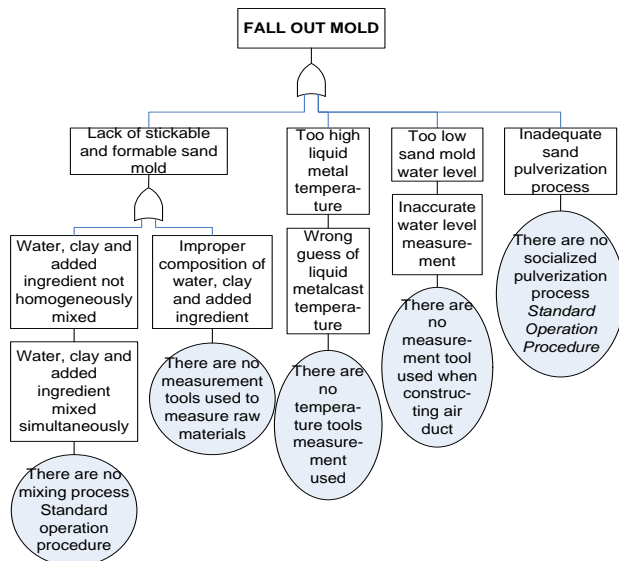 FALL OUT MOLD
Lack of stickable
and formable sand
mold
Too high
liquid
metal
tempera-
ture
Too low
sand mold
water level
Inadequate
sand
pulverization
process
Water, clay and
added
ingredient not
homogeneously
mixed
Improper
composition of
water, clay
and added
ingredient
Wrong
guess of
liquid
metalcast
tempera-
ture
Inaccurate
water level
measure-
ment
There are no
socialized
pulverization
process
Standard
Operation
Procedure
Water, clay and
added
ingredient
mixed
simultaneously
There are no
measurement
tools used to
measure raw
materials
There are
no
tempera-
ture tools
measure-
ment
used
There are
no
measure-
ment tool
used when
construc-
ting air
duct
There are no
mixing process
Standard
operation
procedure